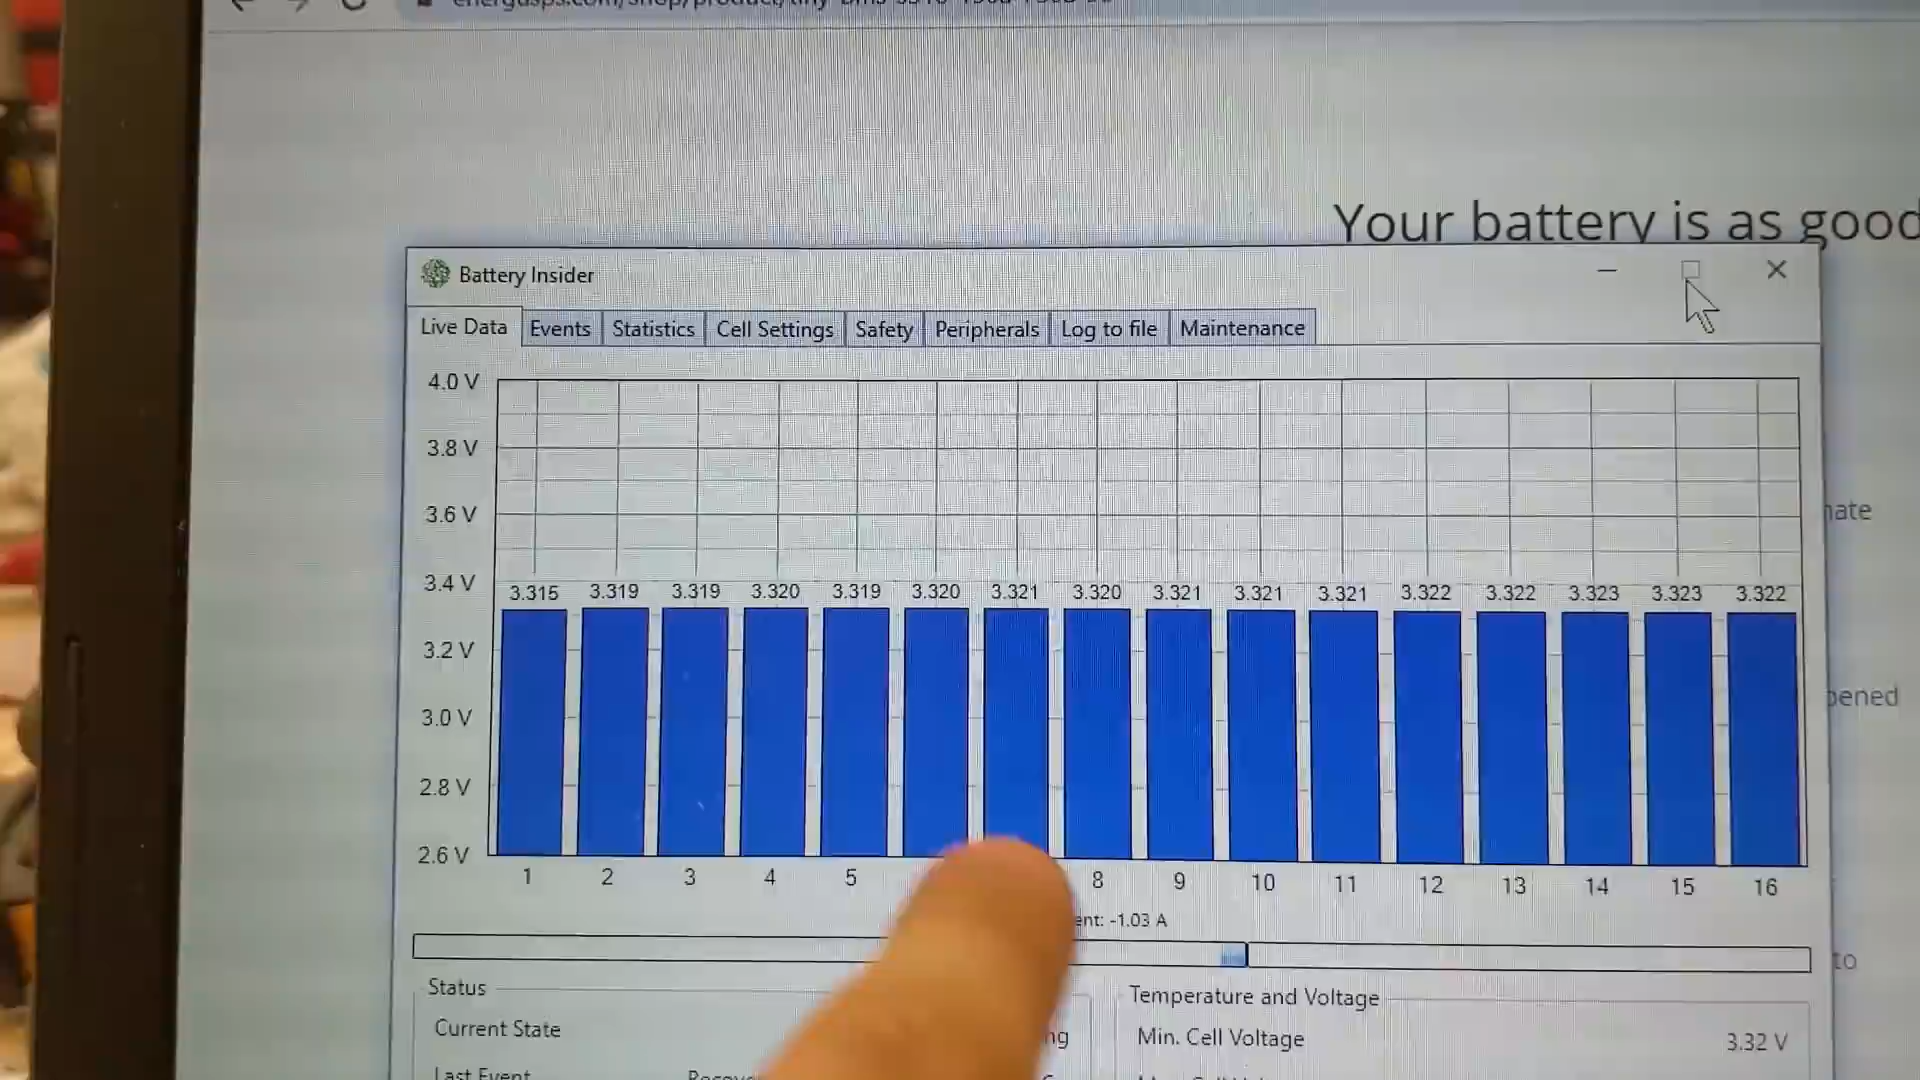 Your battery is as good
Battery Insider
Live Data Events Statistics Cell Settings Safety Peripherals Log to file Maintenance
4.0 V
3.8 V
3.6 V
3.4 V
3.315 3.319 3.319 3.320 3.319 3.320 3.321 3.320 3.321 3.321 3.321 3.322 3.322 3.323 3.323 3.322
3.2 V
3.0 V
2.8 V
2.6 V
1 2 3 4 5 8 9 10 11 12 13 14 15 16
-1.03 A
to
Status
Temperature and Voltage
Current State
Min. Cell Voltage
3.32 V
Last Event